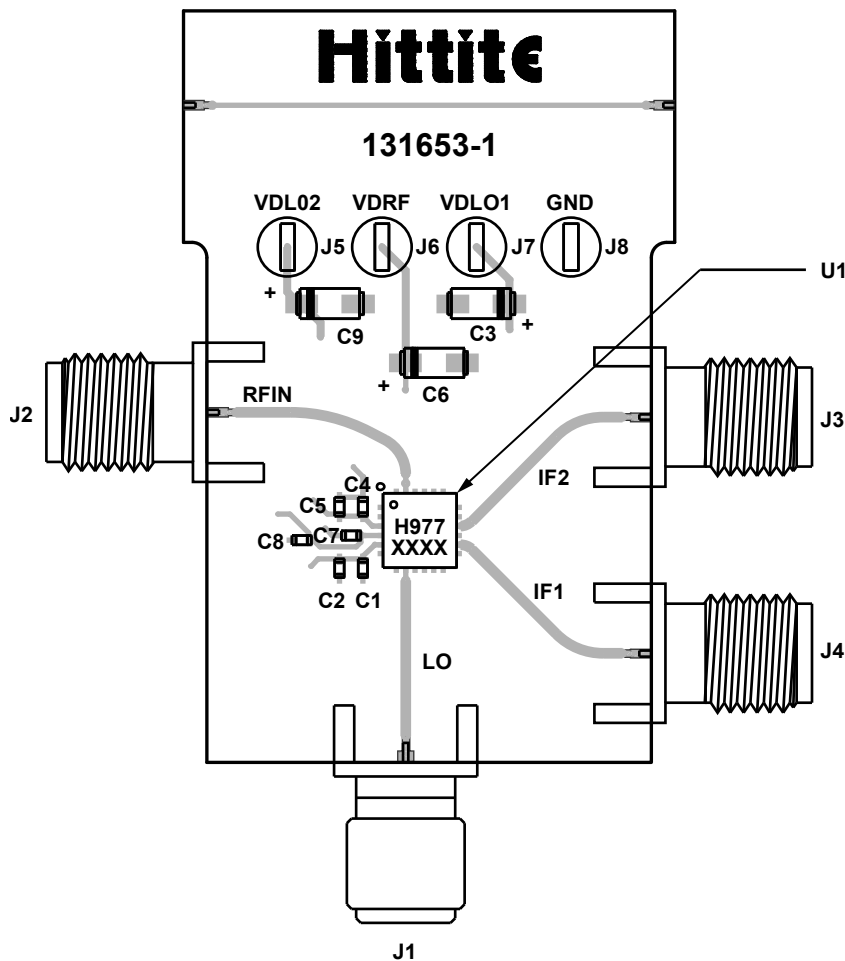 Hittite
131653-1
VDL02 VDRF VDLO1 GND
J5 J6 J7 J8
U1
+ C9 C3 +
+ C6
J2 RFIN J3
IF2
C4
C5
H977
XXXX
C8 C7
C2 C1
IF1
LO
J4
J1